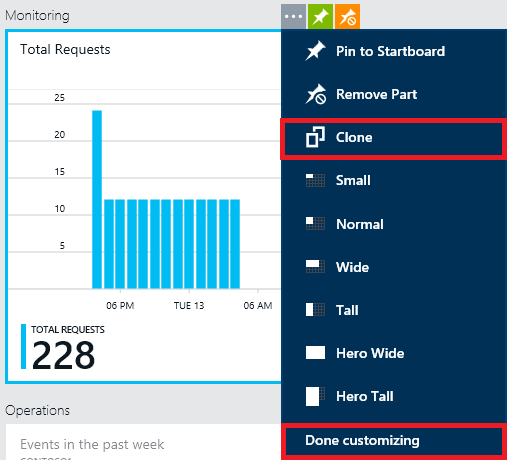 Monitoring
Total Requests
25
20
15
10
5
06 PM TUE 13 06 AM
TOTAL REQUESTS
228
Operations
Events in the past week
Pin to Startboard
Remove Part
Clone
Small
Normal
Wide
Tall
Hero Wide
Hero Tall
Done customizing